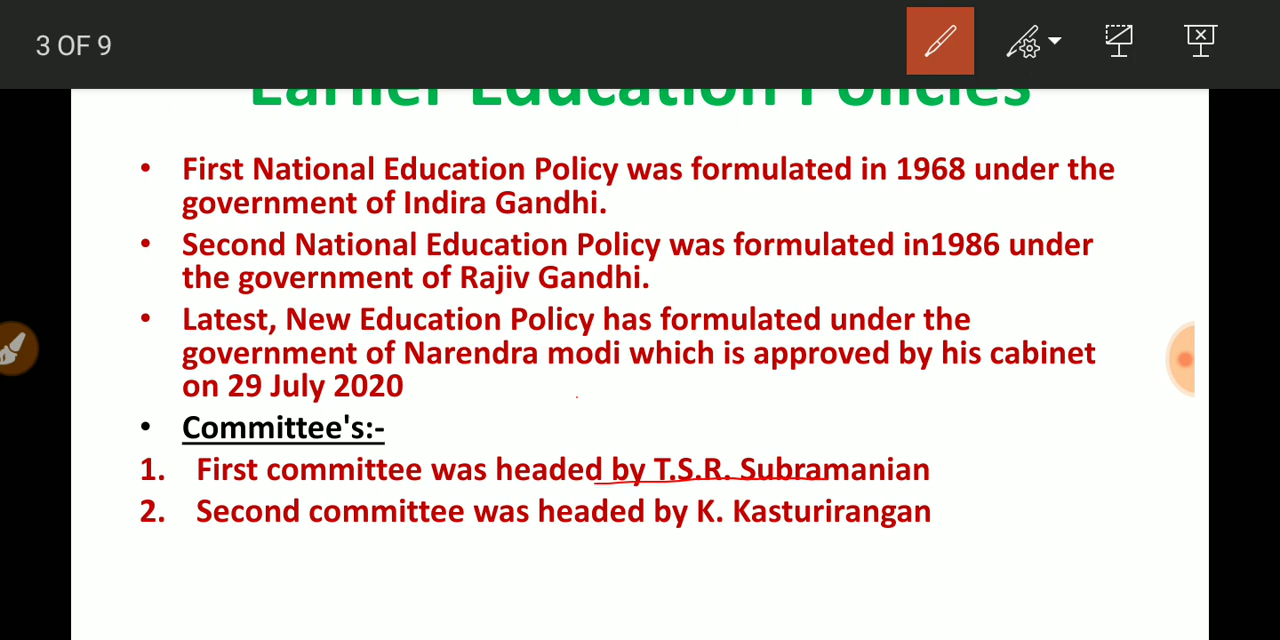 3 OF 9
Earlier Education Policies
• First National Education Policy was formulated in 1968 under the
government of Indira Gandhi.
• Second National Education Policy was formulated in1986 under
the government of Rajiv Gandhi.
• Latest, New Education Policy has formulated under the
government of Narendra modi which is approved by his cabinet
on 29 July 2020
• Committee's:-
1. First committee was headed by T.S.R. Subramanian
2. Second committee was headed by K. Kasturirangan